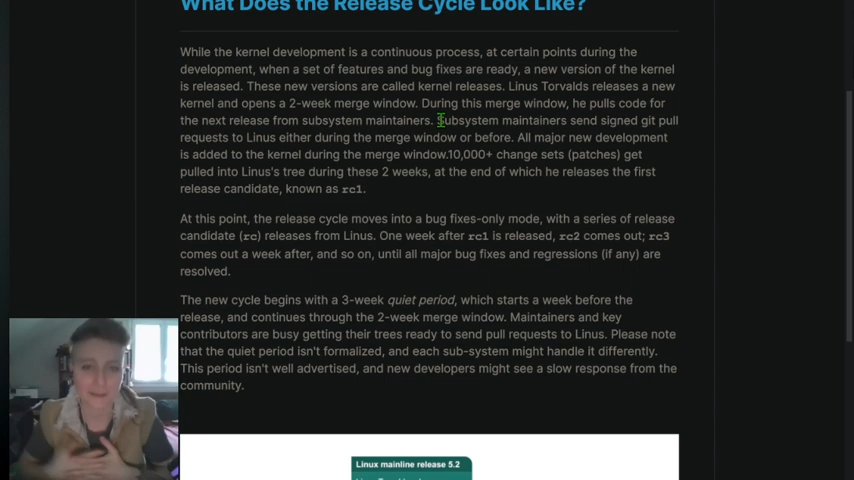 What Does the Release Cycle Look Like?
While the kernel development is a continuous process, at certain points during the
development, when a set of features and bug fixes are ready, a new version of the kernel
is released. These new versions are called kernel releases. Linus Torvalds releases a new
kernel and opens a 2-week merge window. During this merge window, he pulls code for
the next release from subsystem maintainers. Subsystem maintainers send signed git pull
requests to Linus either during the merge window or before. All major new development
is added to the kernel during the merge window.10,000+ change sets (patches) get
pulled into Linus's tree during these 2 weeks, at the end of which he releases the first
release candidate, known as rc1.
At this point, the release cycle moves into a bug fixes-only mode, with a series of release
candidate (rc) releases from Linus. One week after rc1 is released, rc2 comes out; rc3
comes out a week after, and so on, until all major bug fixes and regressions (if any) are
resolved.
The new cycle begins with a 3-week quiet period, which starts a week before the
release, and continues through the 2-week merge window. Maintainers and key
contributors are busy getting their trees ready to send pull requests to Linus. Please note
that the quiet period isn't formalized, and each sub-system might handle it differently.
This period isn't well advertised, and new developers might see a slow response from the
community.
Linux mainline release 5.2